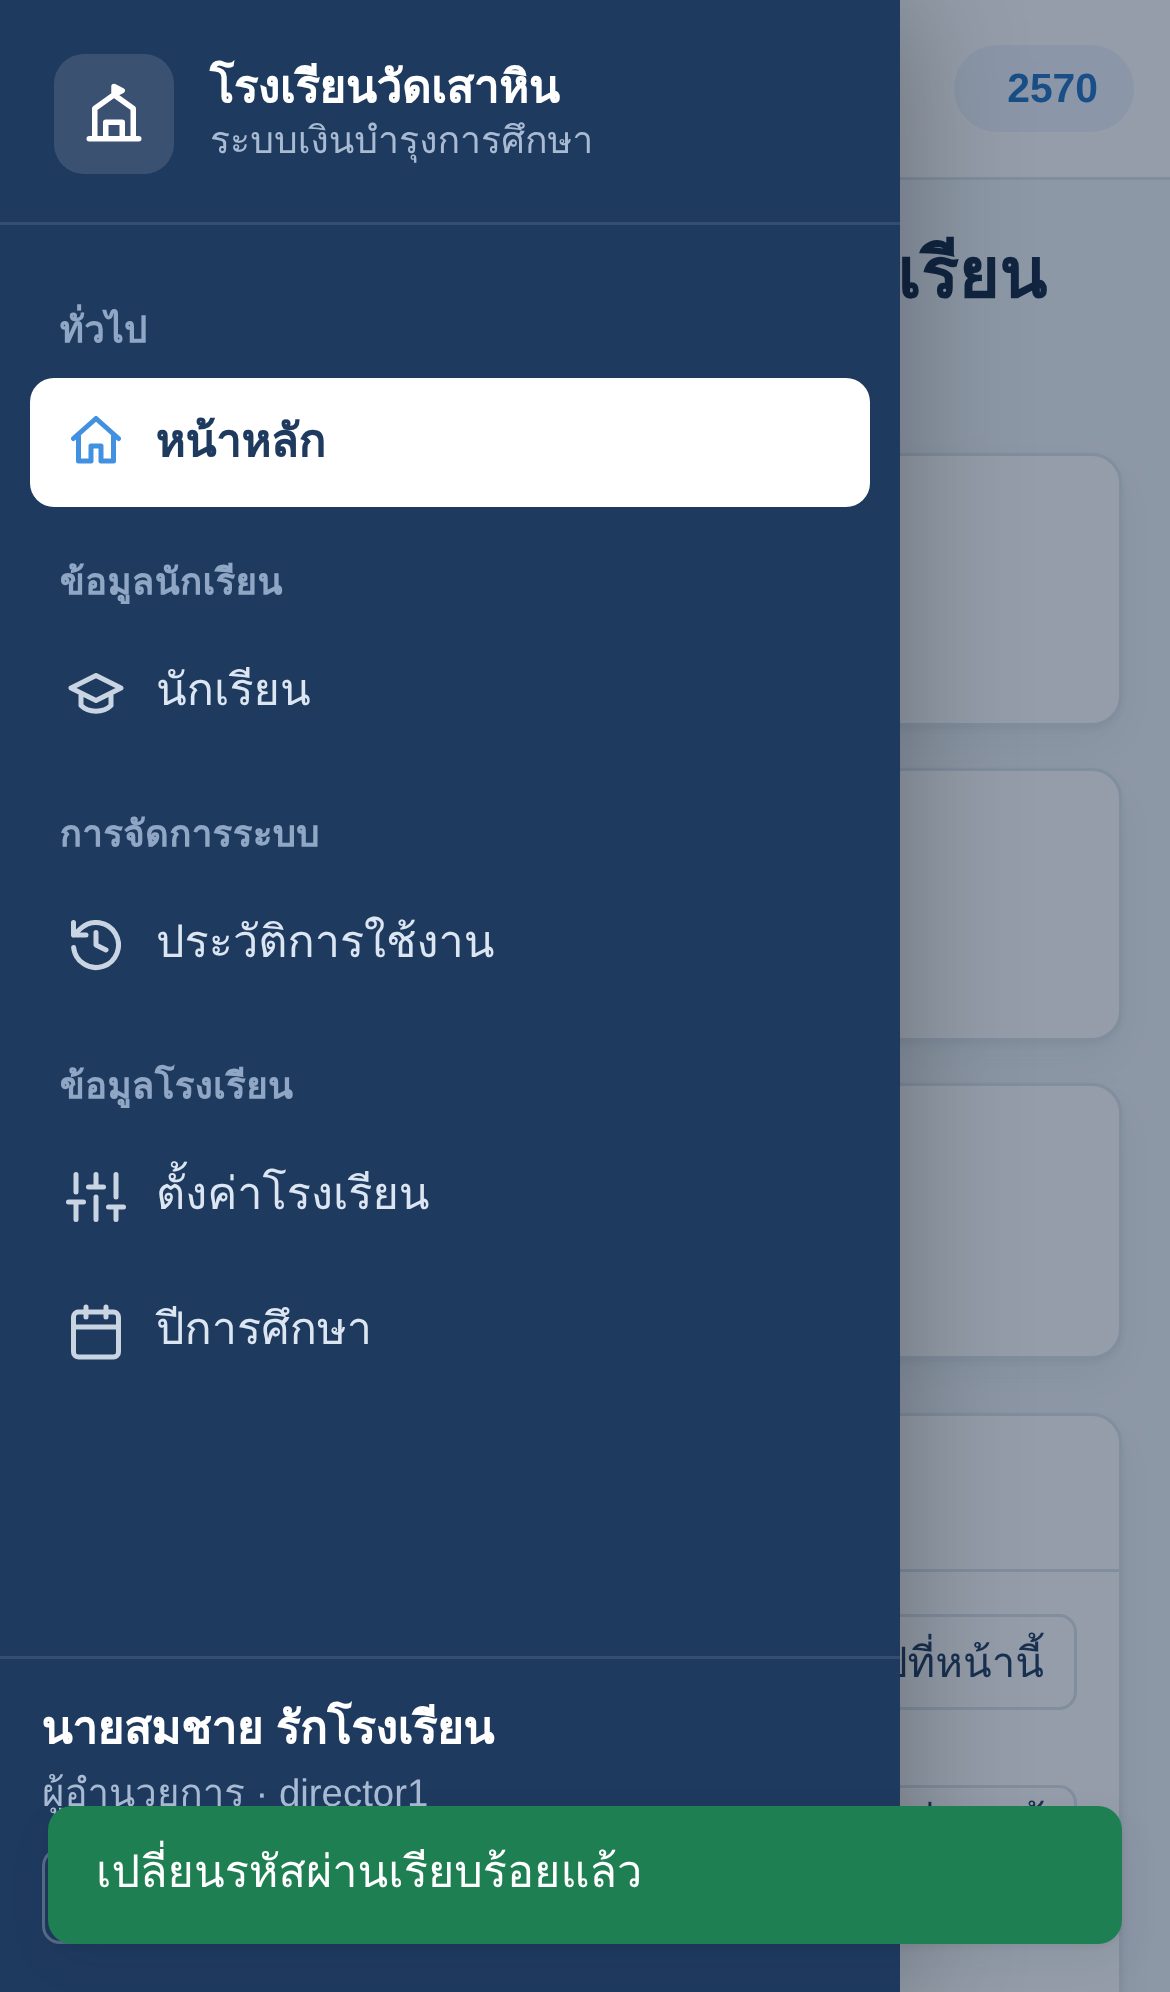 โรงเรียนวัดเสาหิน
ระบบเงินบำรุงการศึกษา
2570
เรียน
ทั่วไป
หน้าหลัก
ข้อมูลนักเรียน
นักเรียน
การจัดการระบบ
ประวัติการใช้งาน
ข้อมูลโรงเรียน
ตั้งค่าโรงเรียน
ปีการศึกษา
ที่หน้านี้
นายสมชาย รักโรงเรียน
ผู้อำนวยการ · director1
เปลี่ยนรหัสผ่านเรียบร้อยแล้ว